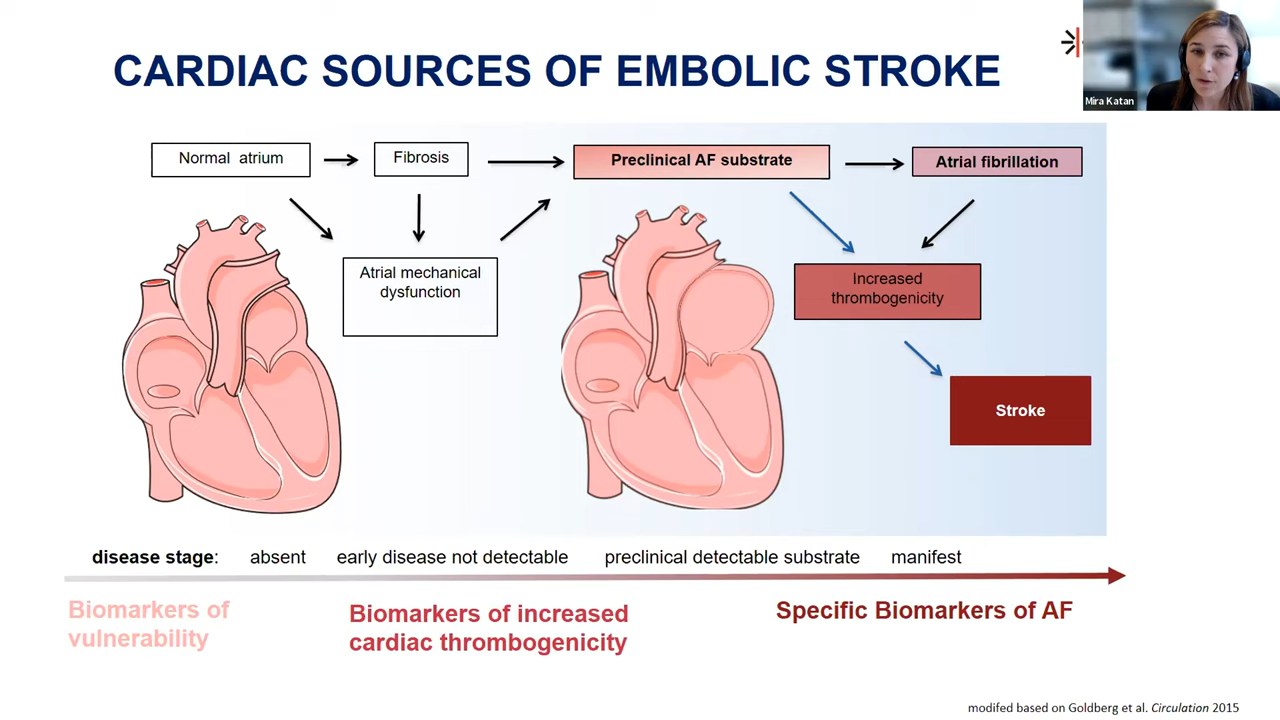 CARDIAC SOURCES OF EMBOLIC STROKE
Mira Katan
Normal atrium
Fibrosis
Preclinical AF substrate
Atrial fibrillation
Atrial mechanical
dysfunction
Increased
thrombogenicity
Stroke
disease stage: absent early disease not detectable preclinical detectable substrate manifest
Biomarkers of
vulnerability
Biomarkers of increased
cardiac thrombogenicity
Specific Biomarkers of AF
modifed based on Goldberg et al. Circulation 2015